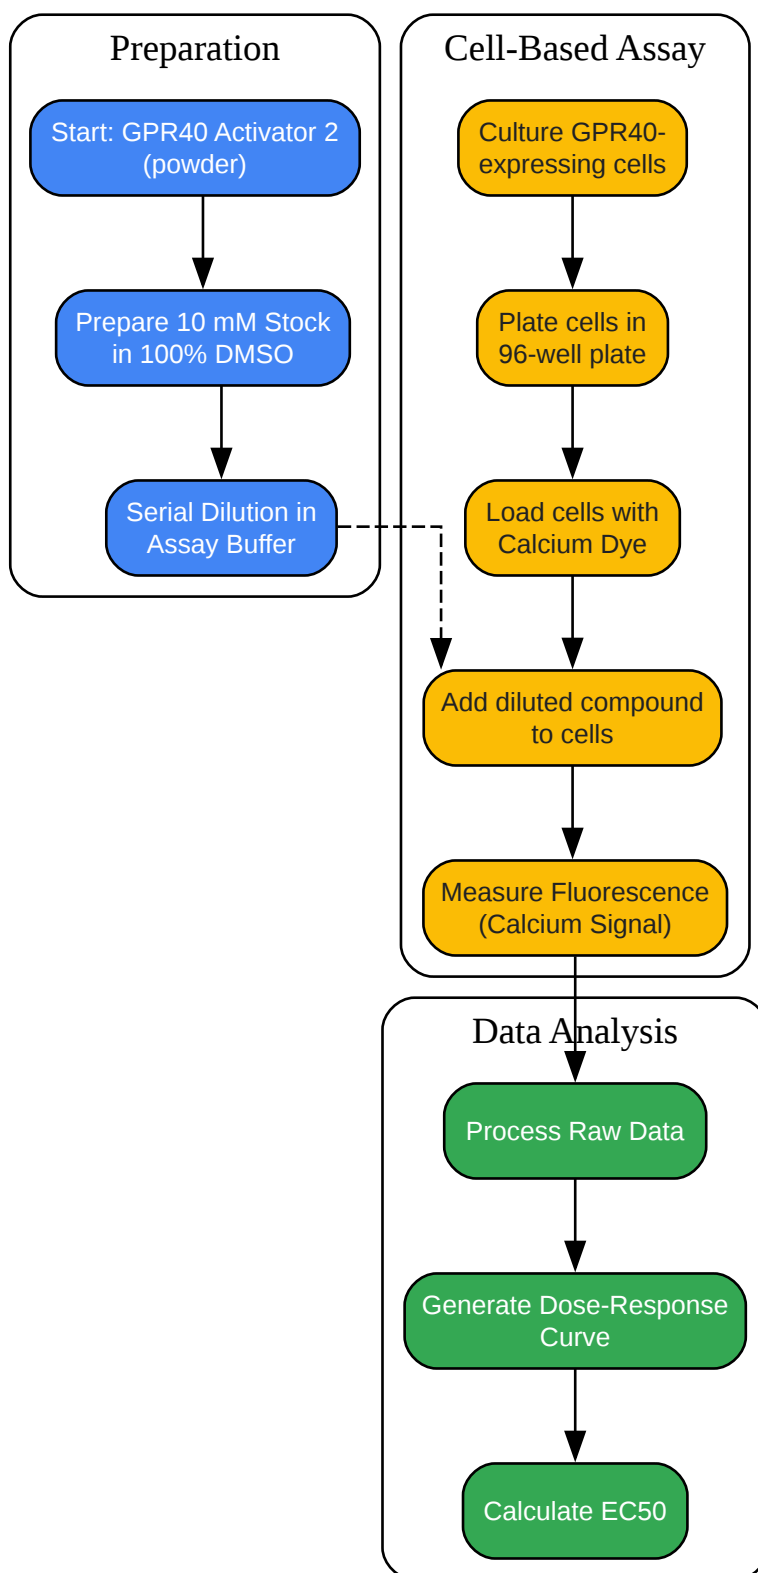 Preparation
Start: GPR40 Activator 2
(powder)
Prepare 10 mM Stock
in 100% DMSO
Serial Dilution in
Assay Buffer
Cell-Based Assay
Culture GPR40-
expressing cells
Plate cells in
96-well plate
Load cells with
Calcium Dye
Add diluted compound
to cells
Measure Fluorescence
(Calcium Signal)
Data Analysis
Process Raw Data
Generate Dose-Response
Curve
Calculate EC50